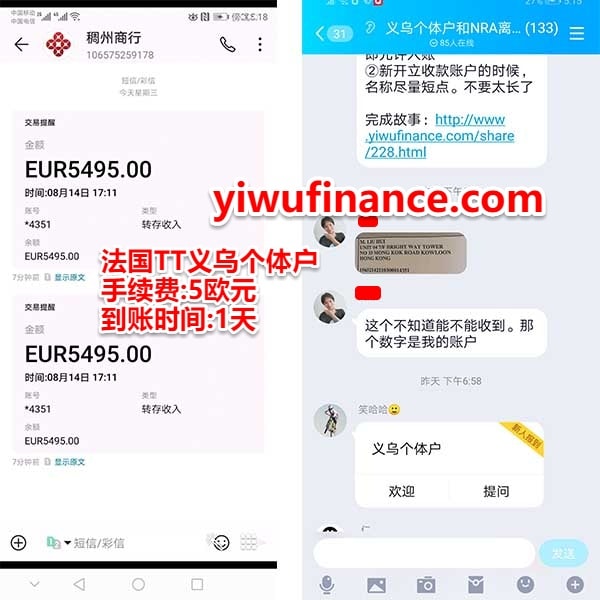 中国移动
中国电信
5:18
稠州商行
106575259178
短信/彩信
今天星期三
交易提醒
金额
EUR5495.00
时间:08月14日 17:11
账号
类型
*4351
转存收入
余额
EUR5495.00
7分钟前
显示原文
交易提醒
金额
EUR5495.00
时间:08月14日 17:11
账号
类型
*4351
转存收入
余额
EUR5495.00
7分钟前
显示原文
短信/彩信
法国TT义乌个体户
手续费:5欧元
到账时间:1天
yiwufinance.com
27%
5:15
31
义乌个体户和NRA离... (133)
85人在线
即允许入账
②新开立收款账户的时候,
名称尽量短点。不要太长了
完成故事：http://www
.yiwufinance.com/share
/228.html
M. LIU HUI
UNIT 04 7/F BRIGHT WAY TOWER
NO 33 MONG KOK ROAD KOWLOON
HONG KONG
这个不知道能不能收到。那
个数字是我的账户
昨天 下午6:58
笑哈哈
新人报到
义乌个体户
欢迎
提问
仁
发送